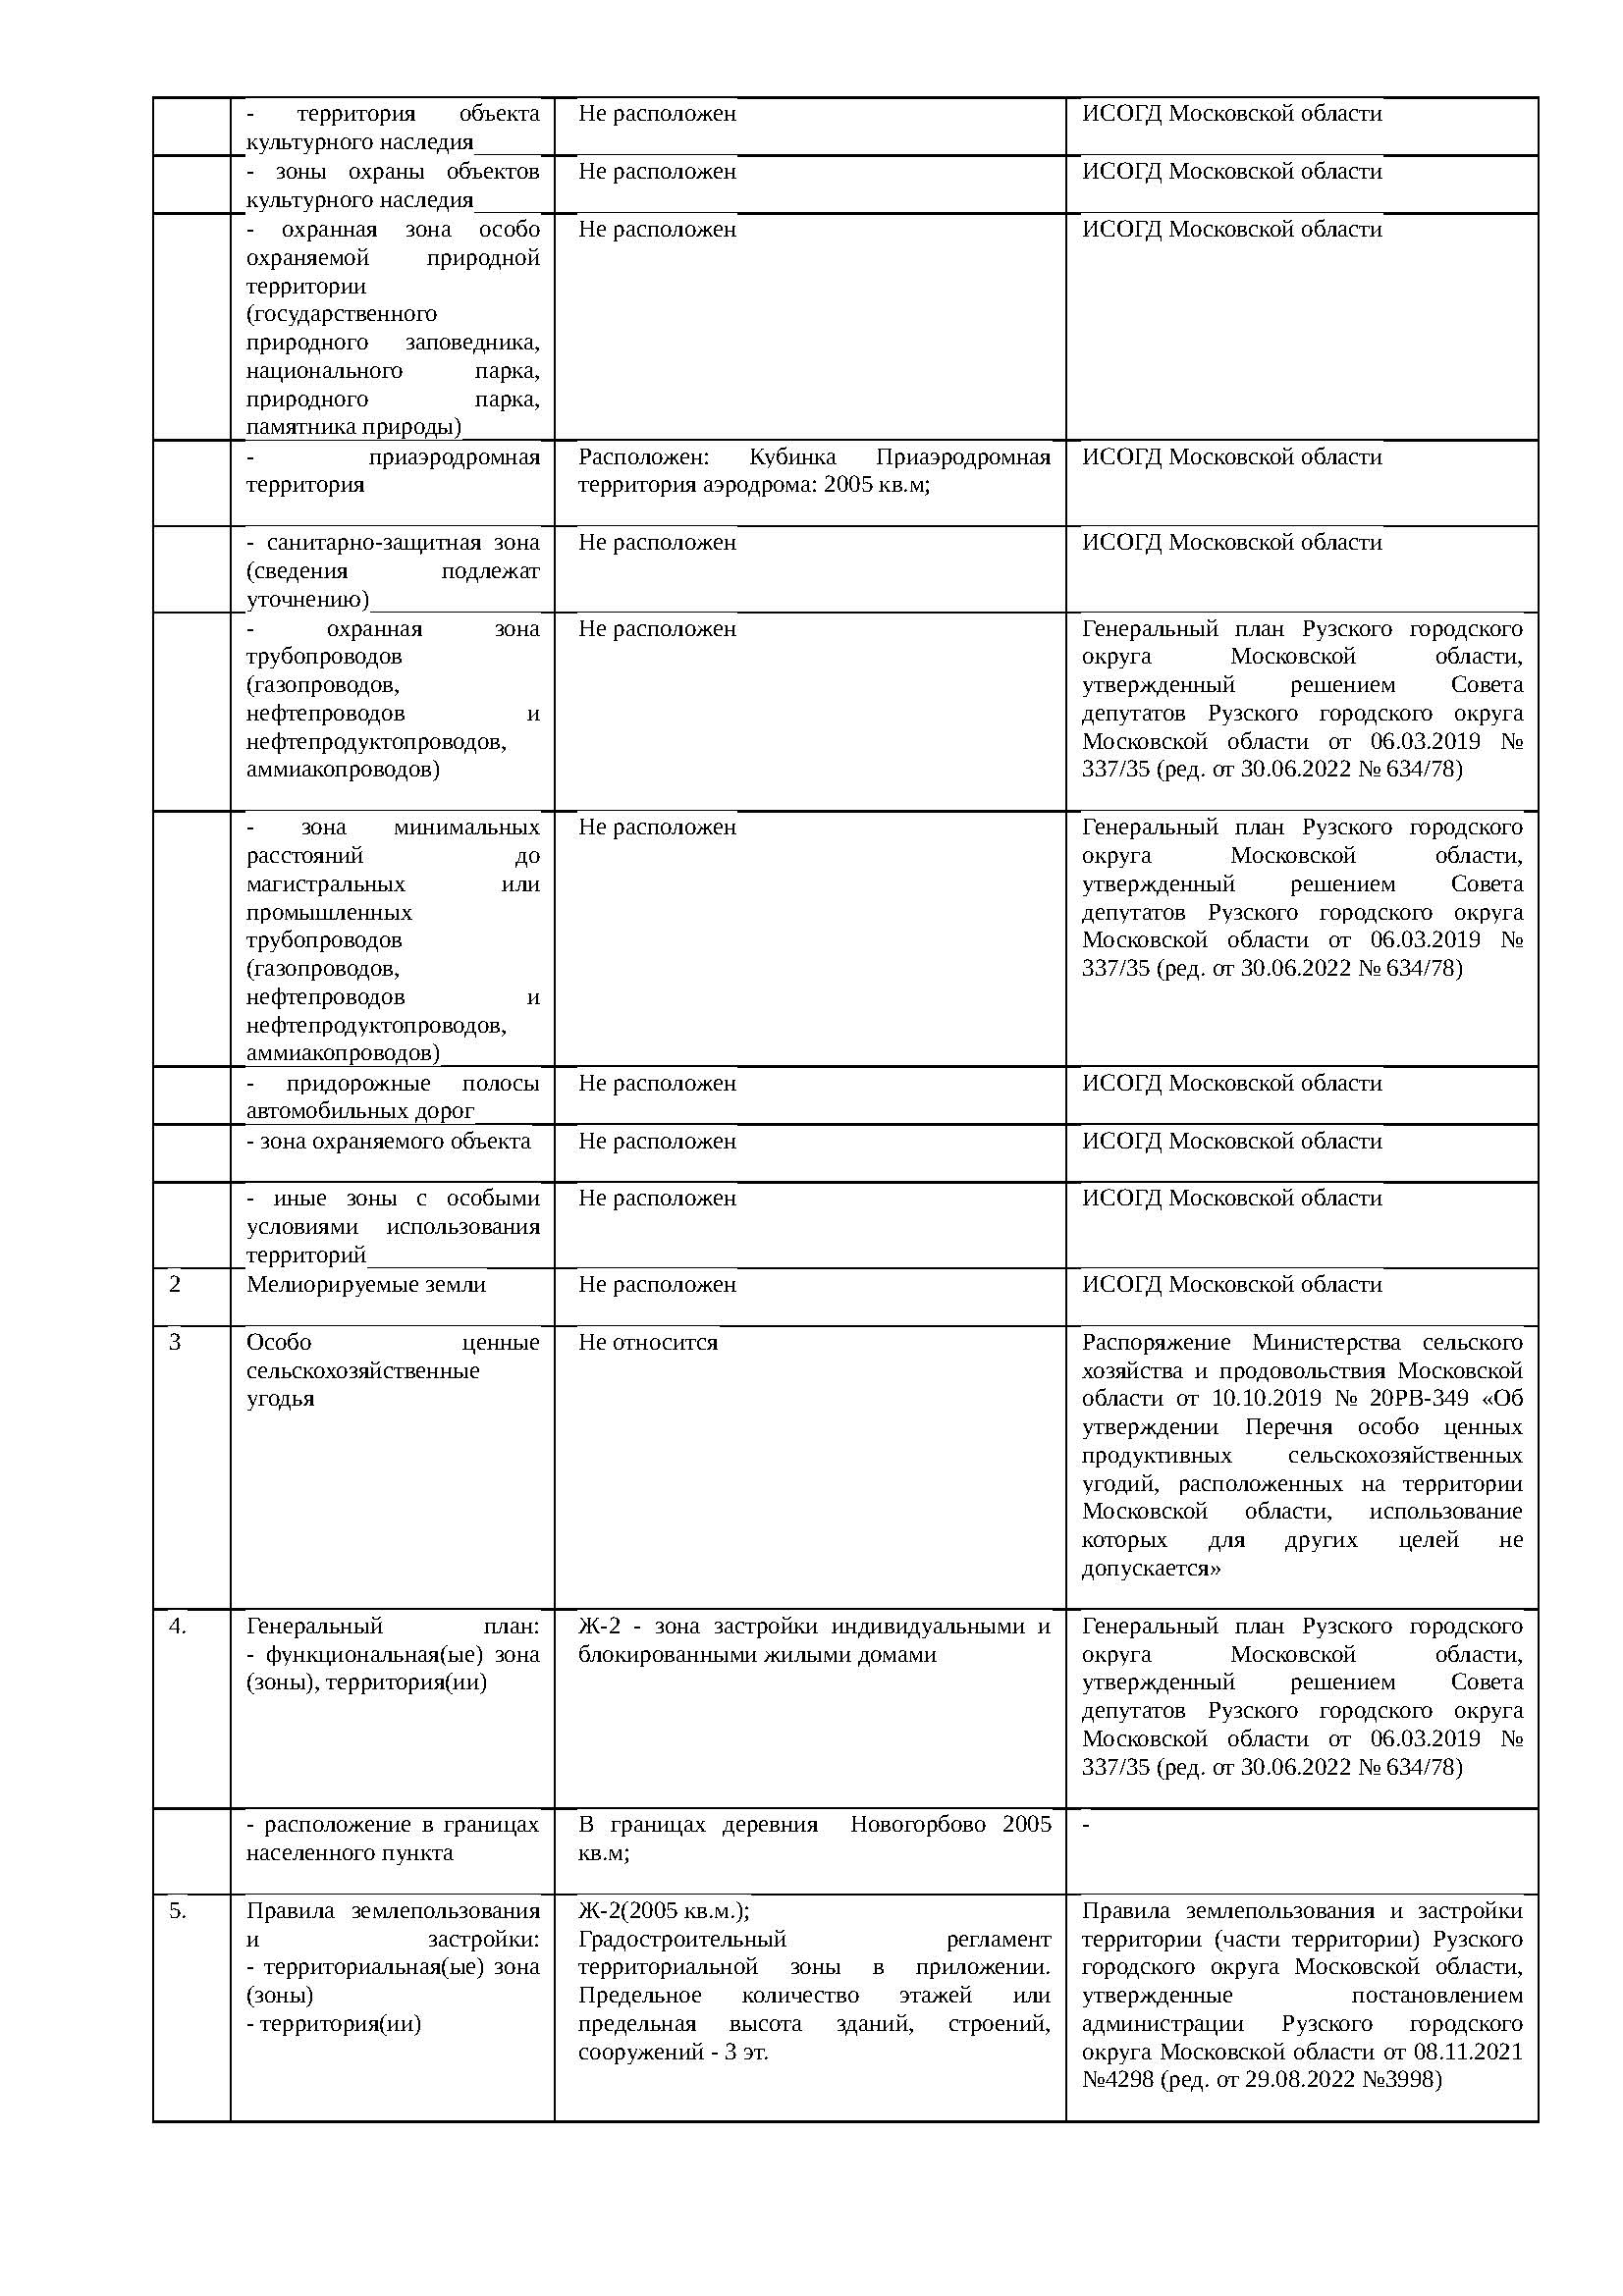 - территория объекта
культурного наследия
Не расположен
ИСОГД Московской области
- зоны охраны объектов
культурного наследия
Не расположен
ИСОГД Московской области
- охранная зона особо
охраняемой природной
территории
(государственного
природного заповедника,
национального парка,
природного парка,
памятника природы)
Не расположен
ИСОГД Московской области
- приаэродромная
территория
Расположен: Кубинка Приаэродромная
территория аэродрома: 2005 кв.м;
ИСОГД Московской области
- санитарно-защитная зона
(сведения подлежат
уточнению)
Не расположен
ИСОГД Московской области
- охранная зона
трубопроводов
(газопроводов,
нефтепроводов и
нефтепродуктопроводов,
аммиакопроводов)
Не расположен
Генеральный план Рузского городского
округа Московской области,
утвержденный решением Совета
депутатов Рузского городского округа
Московской области от 06.03.2019 №
337/35 (ред. от 30.06.2022 № 634/78)
- зона минимальных
расстояний до
магистральных или
промышленных
трубопроводов
(газопроводов,
нефтепроводов и
нефтепродуктопроводов,
аммиакопроводов)
Не расположен
Генеральный план Рузского городского
округа Московской области,
утвержденный решением Совета
депутатов Рузского городского округа
Московской области от 06.03.2019 №
337/35 (ред. от 30.06.2022 № 634/78)
- придорожные полосы
автомобильных дорог
Не расположен
ИСОГД Московской области
- зона охраняемого объекта
Не расположен
ИСОГД Московской области
- иные зоны с особыми
условиями использования
территорий
Не расположен
ИСОГД Московской области
2
Мелиорируемые земли
Не расположен
ИСОГД Московской области
3
Особо ценные
сельскохозяйственные
угодья
Не относится
Распоряжение Министерства сельского
хозяйства и продовольствия Московской
области от 10.10.2019 № 20РВ-349 «Об
утверждении Перечня особо ценных
продуктивных сельскохозяйственных
угодий, расположенных на территории
Московской области, использование
которых для других целей не
допускается»
4.
Генеральный план:
- функциональная(ые) зона
(зоны), территория(ии)
Ж-2 - зона застройки индивидуальными и
блокированными жилыми домами
Генеральный план Рузского городского
округа Московской области,
утвержденный решением Совета
депутатов Рузского городского округа
Московской области от 06.03.2019 №
337/35 (ред. от 30.06.2022 № 634/78)
- расположение в границах
населенного пункта
В границах деревня Новогорбово 2005
кв.м;
-
5.
Правила землепользования
и застройки:
- территориальная(ые) зона
(зоны)
- территория(ии)
Ж-2(2005 кв.м.);
Градостроительный регламент
территориальной зоны в приложении.
Предельное количество этажей или
предельная высота зданий, строений,
сооружений - 3 эт.
Правила землепользования и застройки
территории (части территории) Рузского
городского округа Московской области,
утвержденные постановлением
администрации Рузского городского
округа Московской области от 08.11.2021
№4298 (ред. от 29.08.2022 №3998)